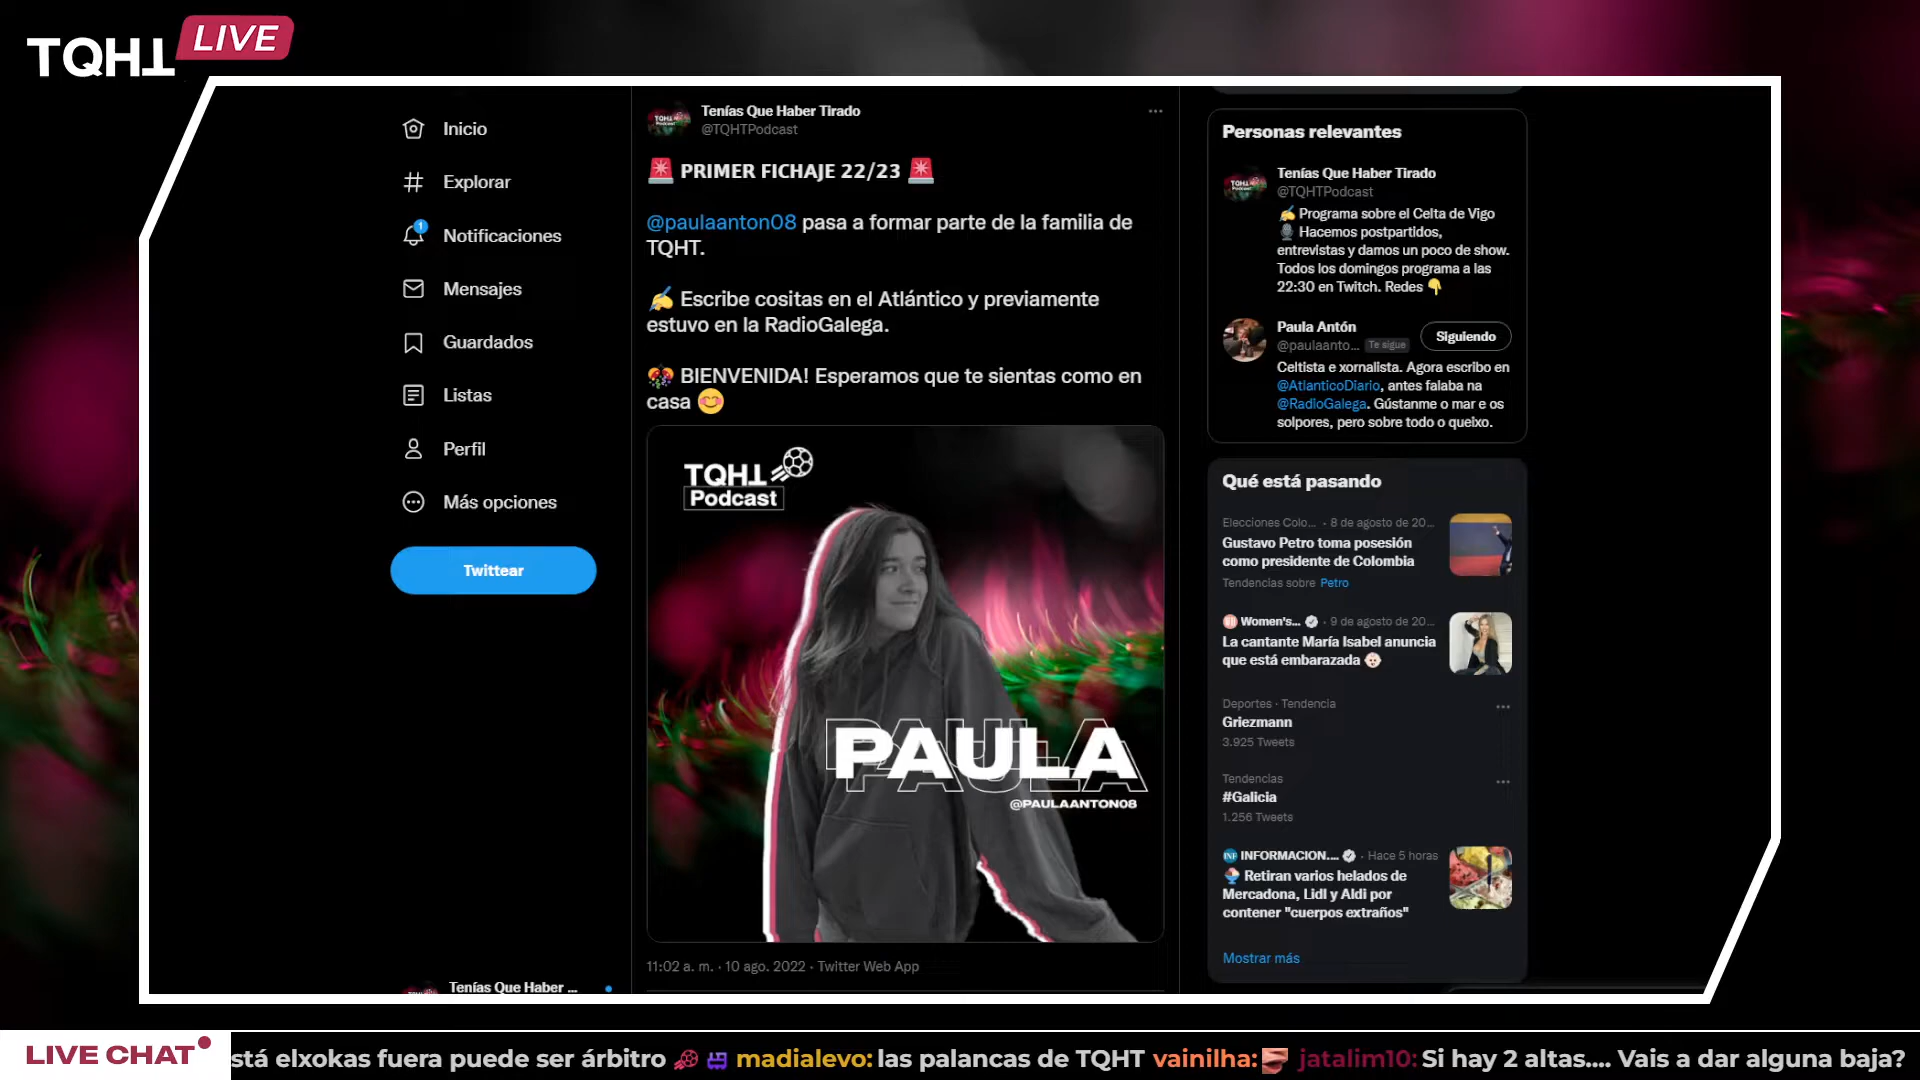 TQHT LIVE
Inicio
Explorar
1
Notificaciones
Mensajes
Guardados
Listas
Perfil
Más opciones
Twittear
Tenías Que Haber ...
Tenías Que Haber Tirado
@TQHTPodcast
🚨 PRIMER FICHAJE 22/23 🚨
@paulaanton08 pasa a formar parte de la familia de
TQHT.
✍️ Escribe cositas en el Atlántico y previamente
estuvo en la RadioGalega.
🎊 BIENVENIDA! Esperamos que te sientas como en
casa 😊
TQHT
Podcast
PAULA
@PAULAANTON08
11:02 a. m. · 10 ago. 2022 · Twitter Web App
Personas relevantes
Tenías Que Haber Tirado
@TQHTPodcast
✍️ Programa sobre el Celta de Vigo
🎙️ Hacemos postpartidos,
entrevistas y damos un poco de show.
Todos los domingos programa a las
22:30 en Twitch. Redes 👇
Paula Antón
@paulaanto... Te sigue
Siguiendo
Celtista e xornalista. Agora escribo en
@AtlanticoDiario, antes falaba na
@RadioGalega. Gústanme o mar e os
solpores, pero sobre todo o queixo.
Qué está pasando
Elecciones Colo... · 8 de agosto de 20...
Gustavo Petro toma posesión
como presidente de Colombia
Tendencias sobre Petro
Women's... · 9 de agosto de 20...
La cantante María Isabel anuncia
que está embarazada 👶
Deportes · Tendencia
Griezmann
3.925 Tweets
Tendencias
#Galicia
1.256 Tweets
INF INFORMACION.... · Hace 5 horas
🍨 Retiran varios helados de
Mercadona, Lidl y Aldi por
contener "cuerpos extraños"
Mostrar más
LIVE CHAT stá elxokas fuera puede ser árbitro madialevo: las palancas de TQHT vainilha: jatalim10: Si hay 2 altas.... Vais a dar alguna baja?